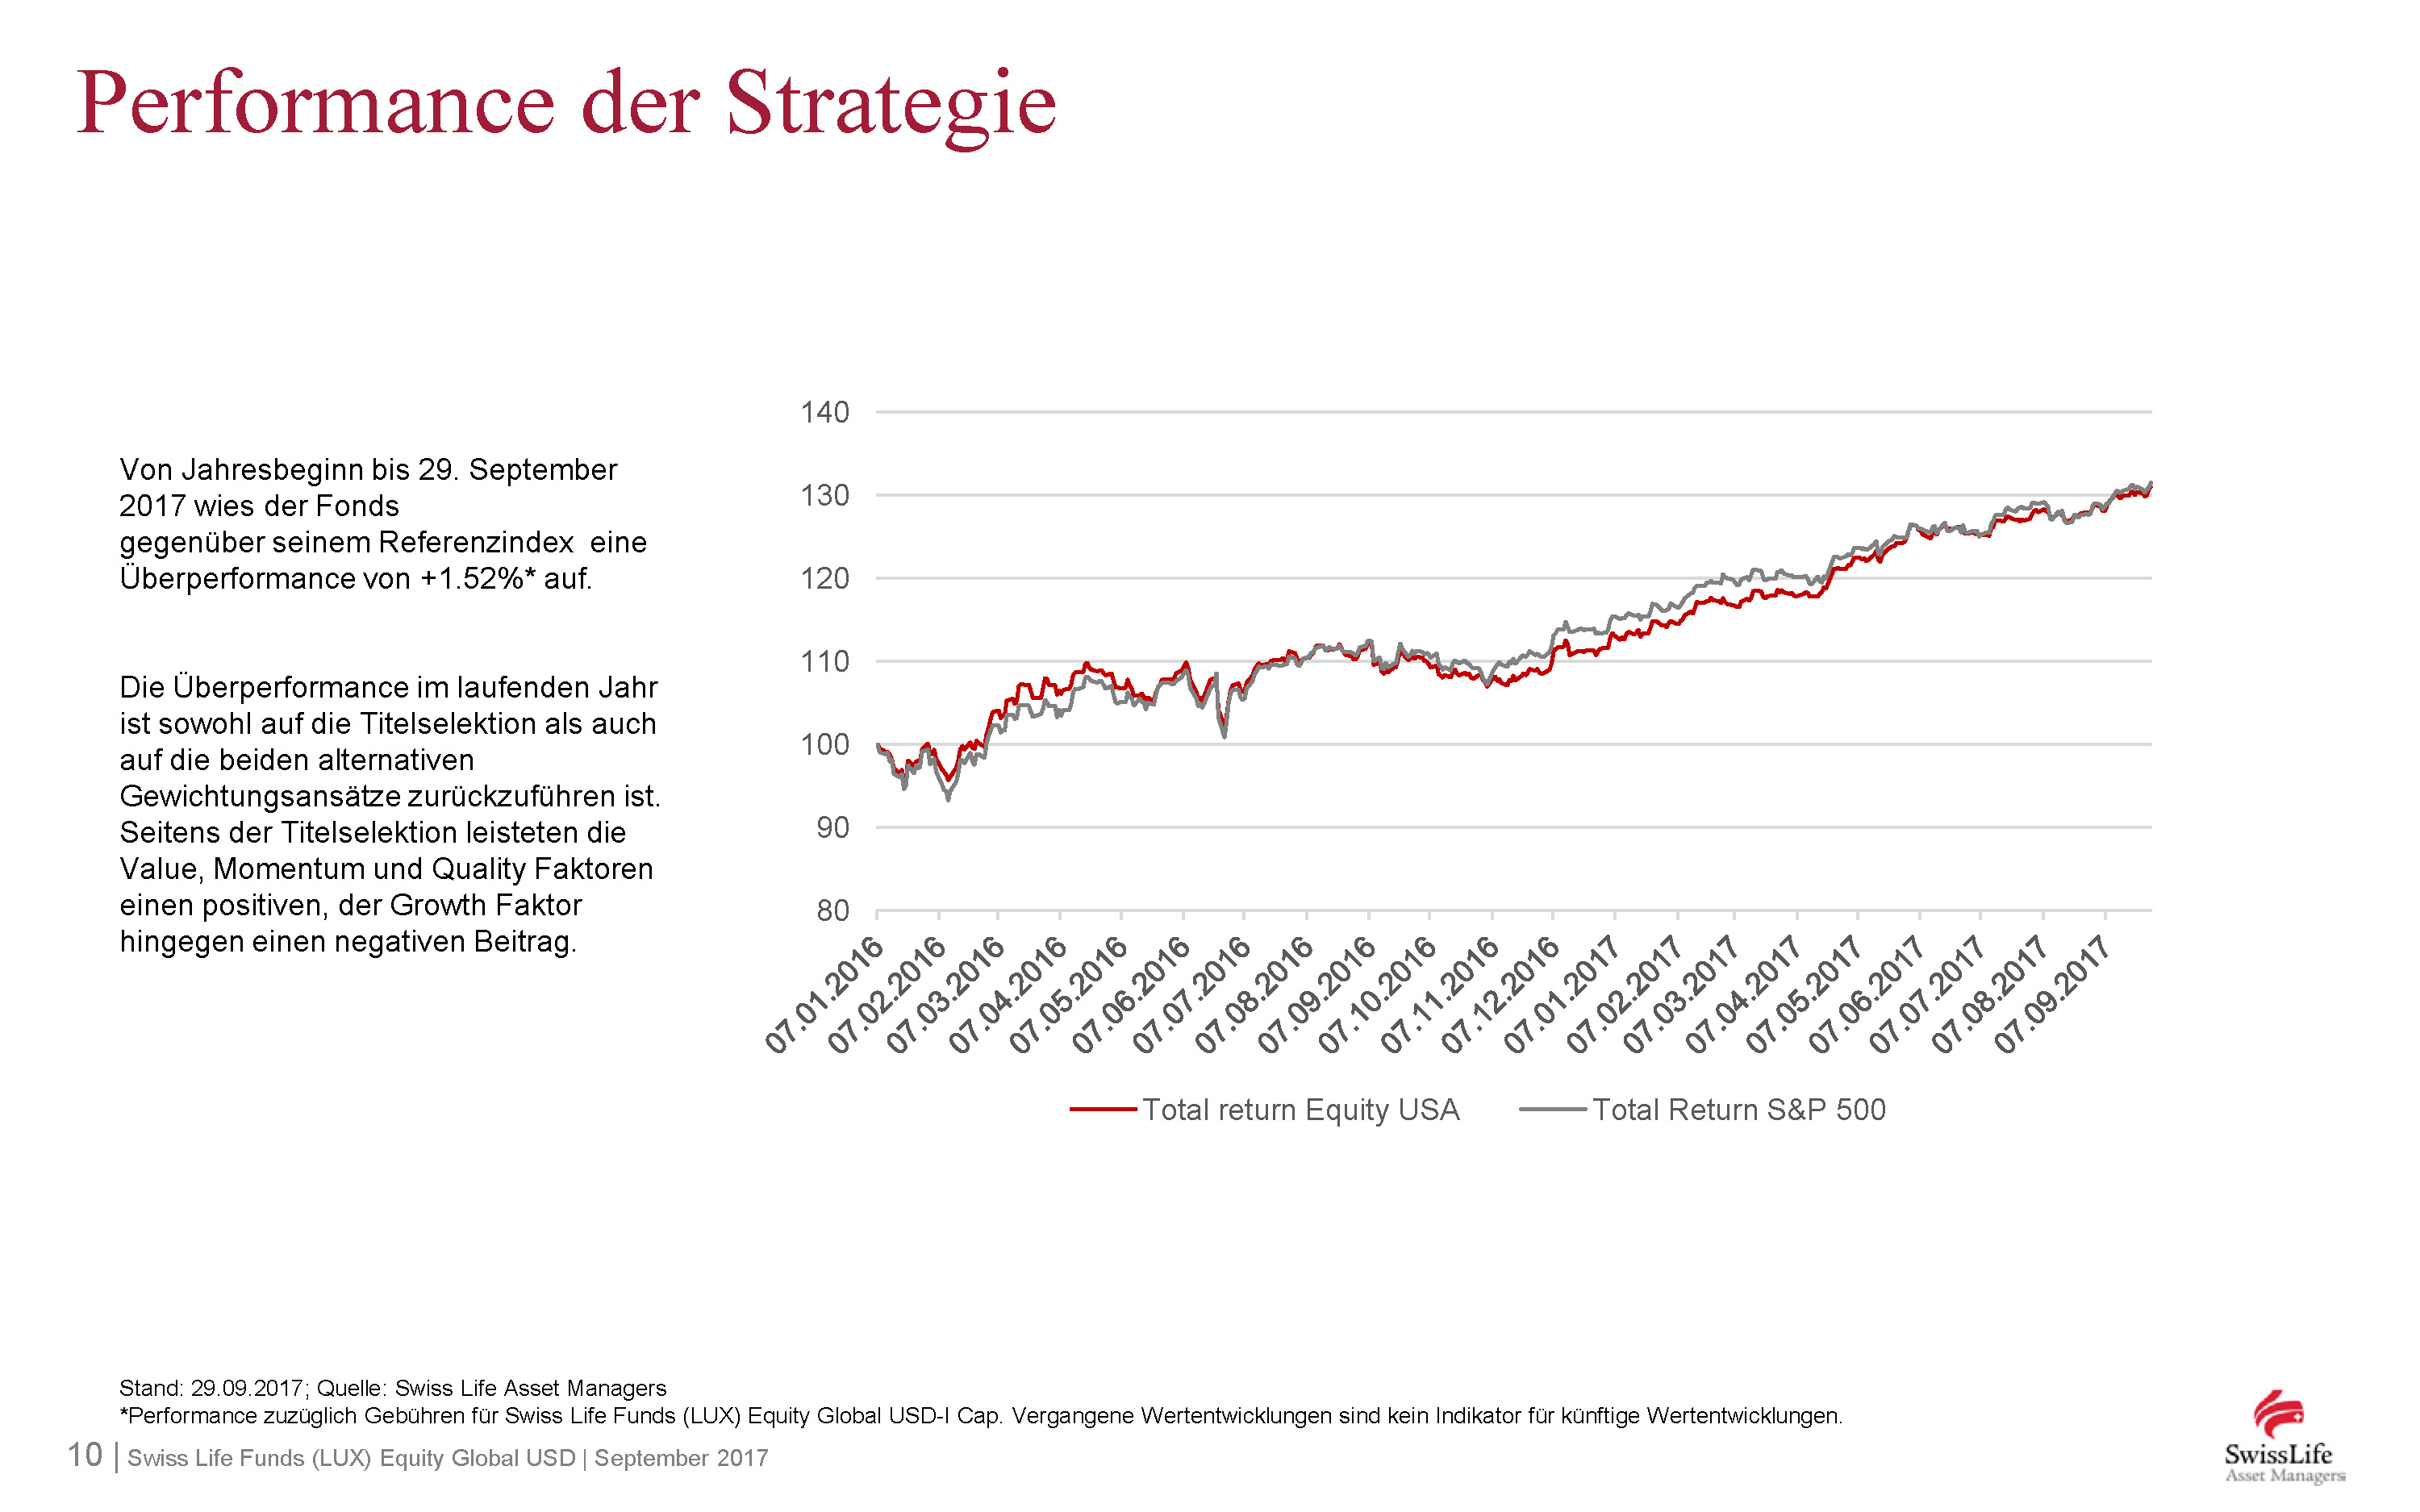 Performance der Strategie
Von Jahresbeginn bis 29. September
2017 wies der Fonds
gegenüber seinem Referenzindex eine
Überperformance von +1.52%* auf.
Die Überperformance im laufenden Jahr
ist sowohl auf die Titelselektion als auch
auf die beiden alternativen
Gewichtungsansätze zurückzuführen ist.
Seitens der Titelselektion leisteten die
Value, Momentum und Quality Faktoren
einen positiven, der Growth Faktor
hingegen einen negativen Beitrag.
140
130
120
110
100
90
80
07.01.2016
07.02.2016
07.03.2016
07.04.2016
07.05.2016
07.06.2016
07.07.2016
07.08.2016
07.09.2016
07.10.2016
07.11.2016
07.12.2016
07.01.2017
07.02.2017
07.03.2017
07.04.2017
07.05.2017
07.06.2017
07.07.2017
07.08.2017
07.09.2017
Total return Equity USA
Total Return S&P 500
Stand: 29.09.2017; Quelle: Swiss Life Asset Managers
*Performance zuzüglich Gebühren für Swiss Life Funds (LUX) Equity Global USD-I Cap. Vergangene Wertentwicklungen sind kein Indikator für künftige Wertentwicklungen.
10 | Swiss Life Funds (LUX) Equity Global USD | September 2017
SwissLife
Asset Managers